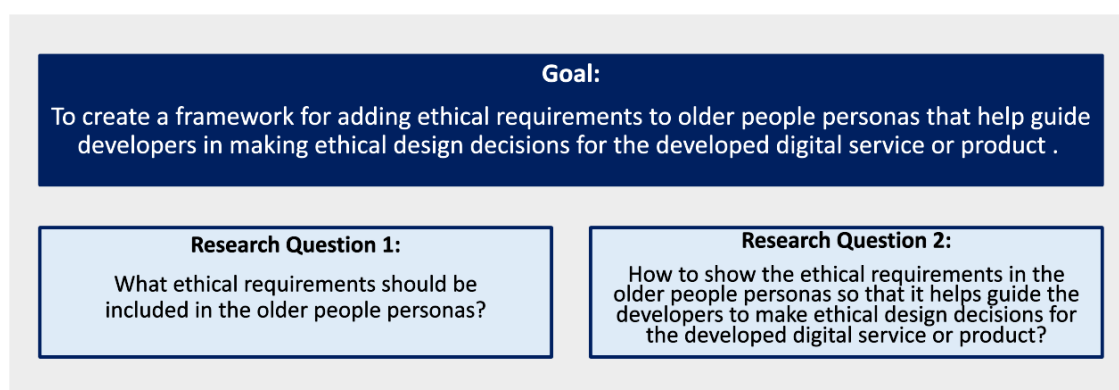 Goal:
To create a framework for adding ethical requirements to older people personas that help guide
developers in making ethical design decisions for the developed digital service or product .
Research Question 1:
What ethical requirements should be
included in the older people personas?
Research Question 2:
How to show the ethical requirements in the
older people personas so that it helps guide the
developers to make ethical design decisions for
the developed digital service or product?